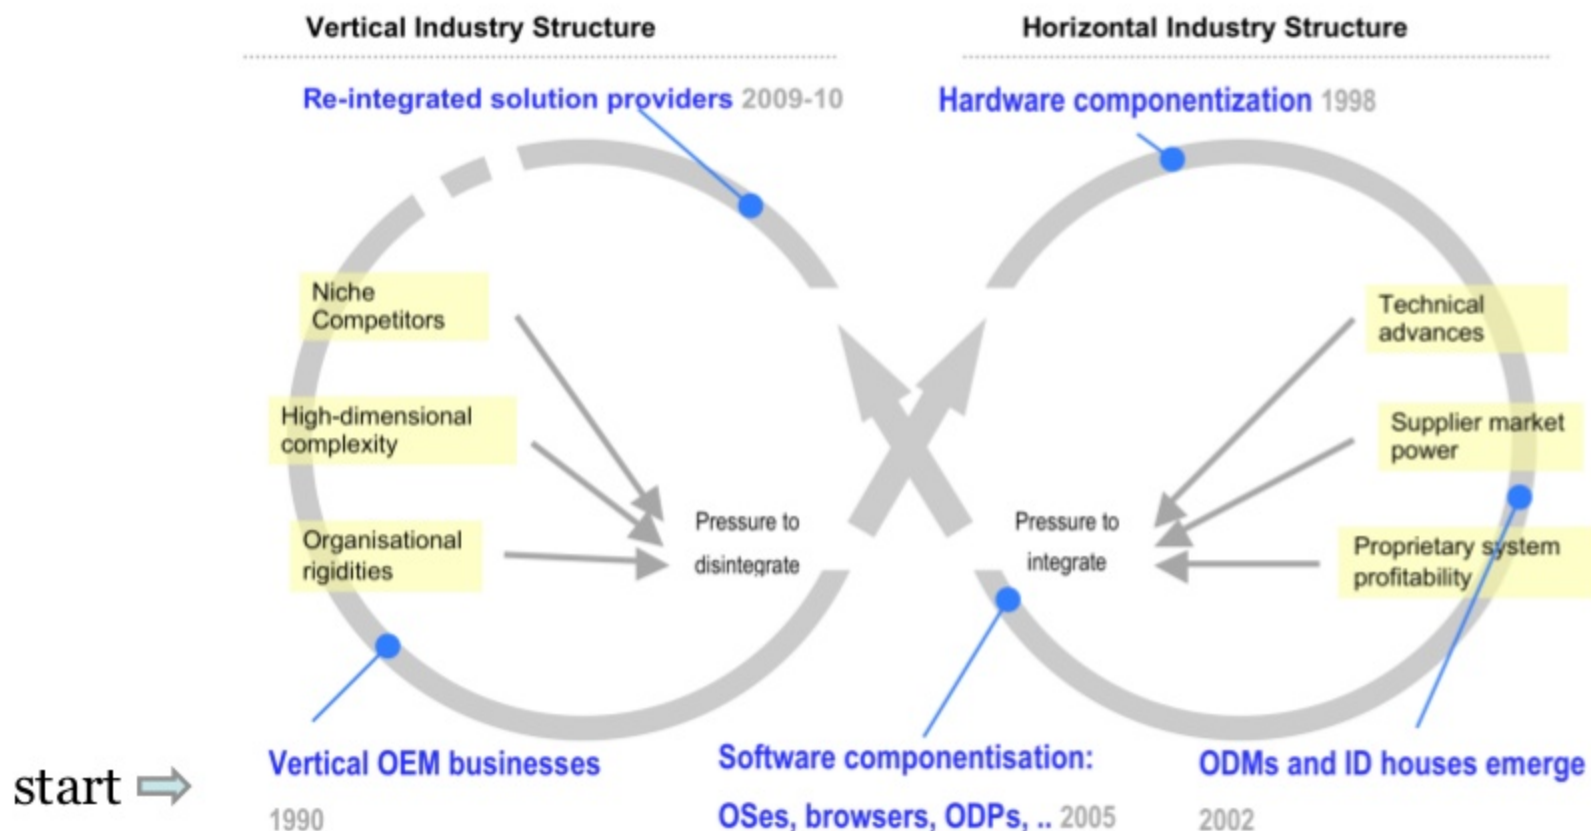 Vertical Industry Structure
Horizontal Industry Structure
Re-integrated solution providers 2009-10
Hardware componentization 1998
Niche
Competitors
High-dimensional
complexity
Organisational
rigidities
Pressure to
disintegrate
Pressure to
integrate
Technical
advances
Supplier market
power
Proprietary system
profitability
start
Vertical OEM businesses
1990
Software componentisation:
OSes, browsers, ODPs, .. 2005
ODMs and ID houses emerge
2002